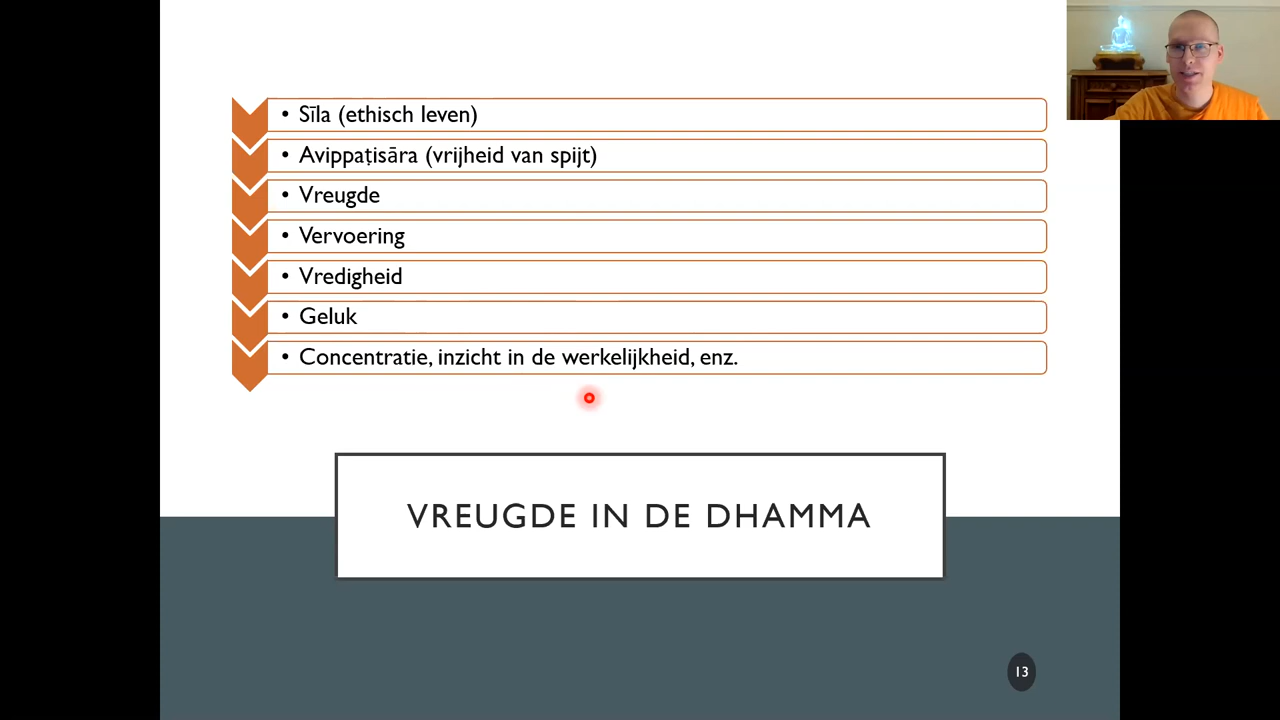 • Sīla (ethisch leven)
• Avippaṭisāra (vrijheid van spijt)
• Vreugde
• Vervoering
• Vredigheid
• Geluk
• Concentratie, inzicht in de werkelijkheid, enz.
VREUGDE IN DE DHAMMA
13